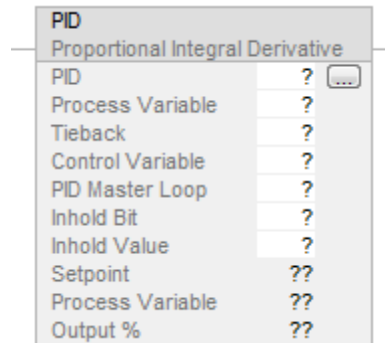 PID
Proportional Integral Derivative
PID ? ...
Process Variable ?
Tieback ?
Control Variable ?
PID Master Loop ?
Inhold Bit ?
Inhold Value ?
Setpoint ??
Process Variable ??
Output % ??